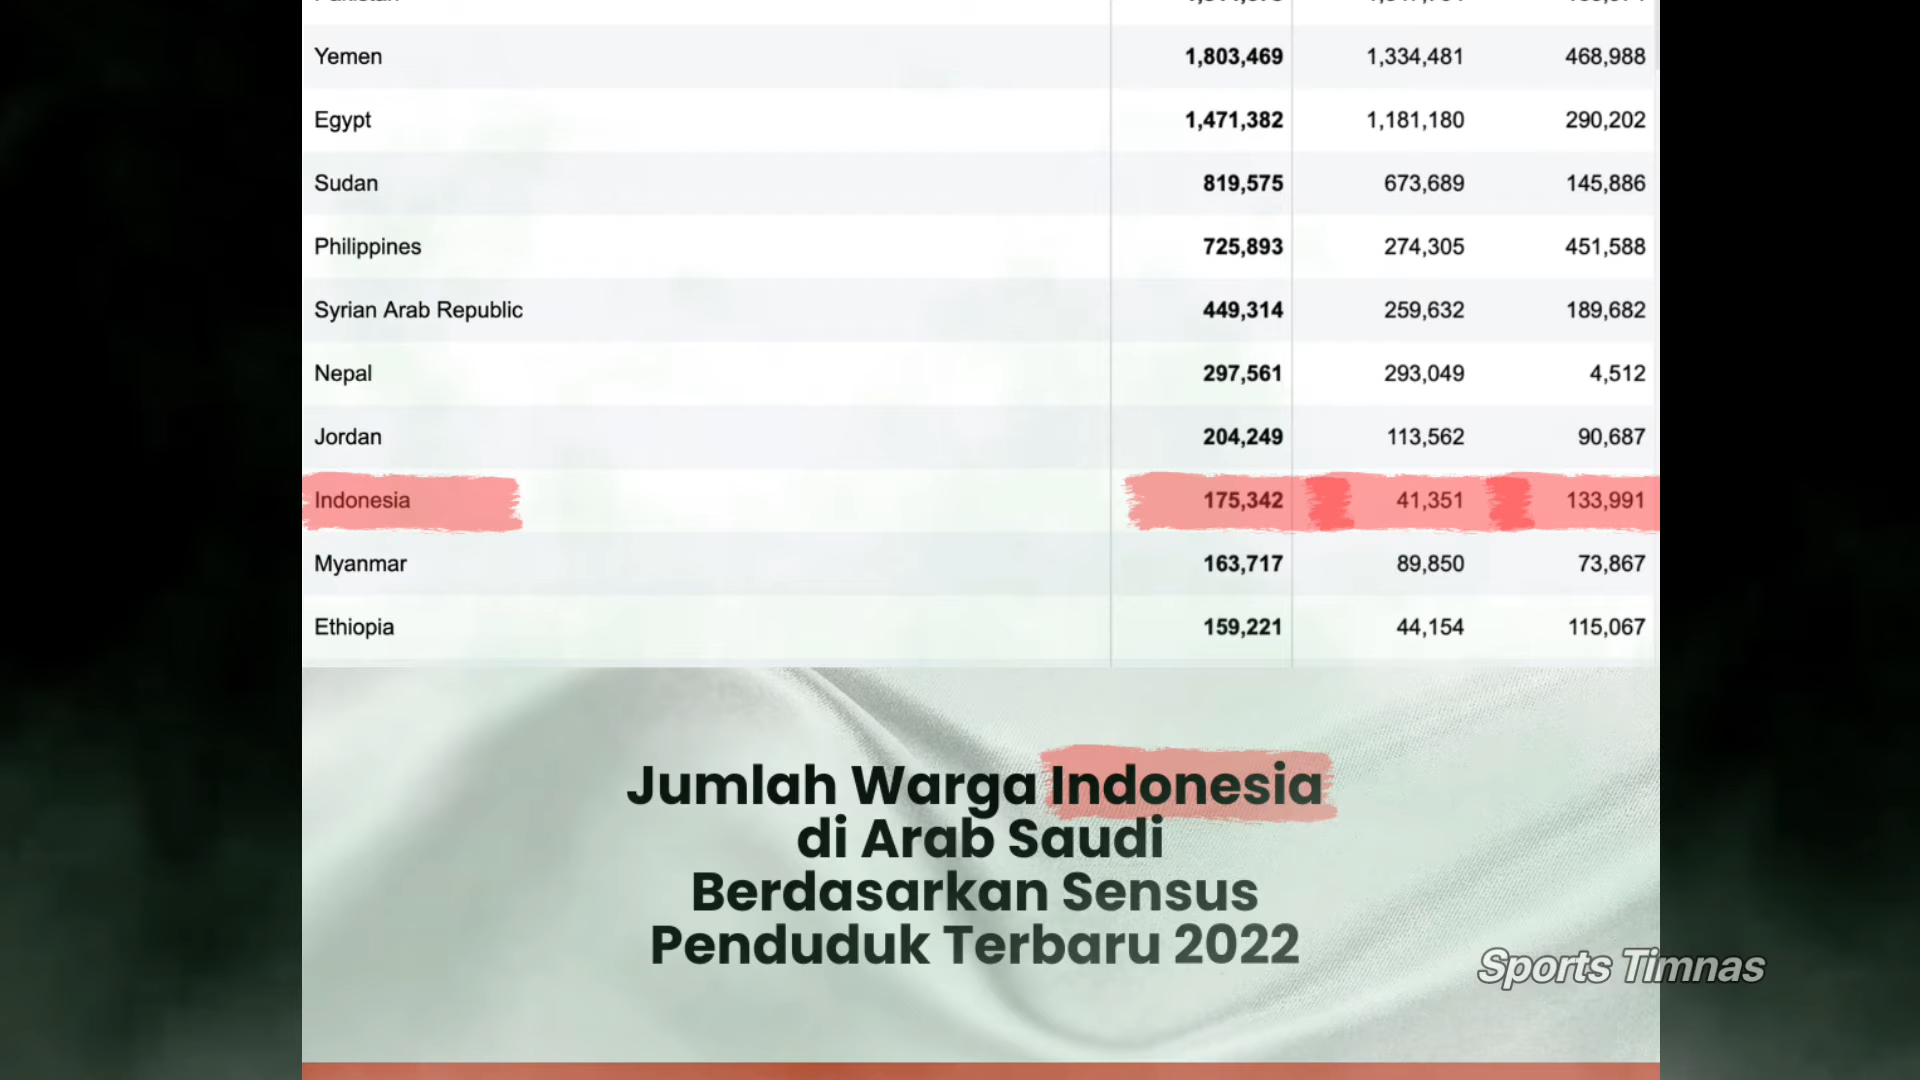 Yemen 1,803,469 1,334,481 468,988
Egypt 1,471,382 1,181,180 290,202
Sudan 819,575 673,689 145,886
Philippines 725,893 274,305 451,588
Syrian Arab Republic 449,314 259,632 189,682
Nepal 297,561 293,049 4,512
Jordan 204,249 113,562 90,687
Indonesia 175,342 41,351 133,991
Myanmar 163,717 89,850 73,867
Ethiopia 159,221 44,154 115,067
Jumlah Warga Indonesia
di Arab Saudi
Berdasarkan Sensus
Penduduk Terbaru 2022
Sports Timnas